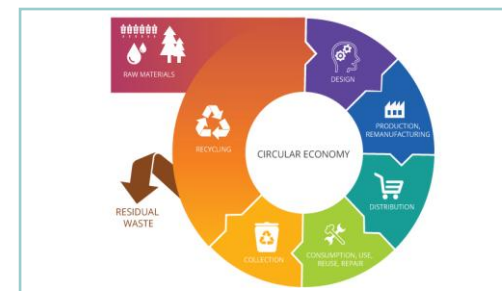 RAW MATERIALS
DESIGN
PRODUCTION,
REMANUFACTURING
DISTRIBUTION
CONSUMPTION, USE,
REUSE, REPAIR
COLLECTION
RECYCLING
RESIDUAL
WASTE
CIRCULAR ECONOMY